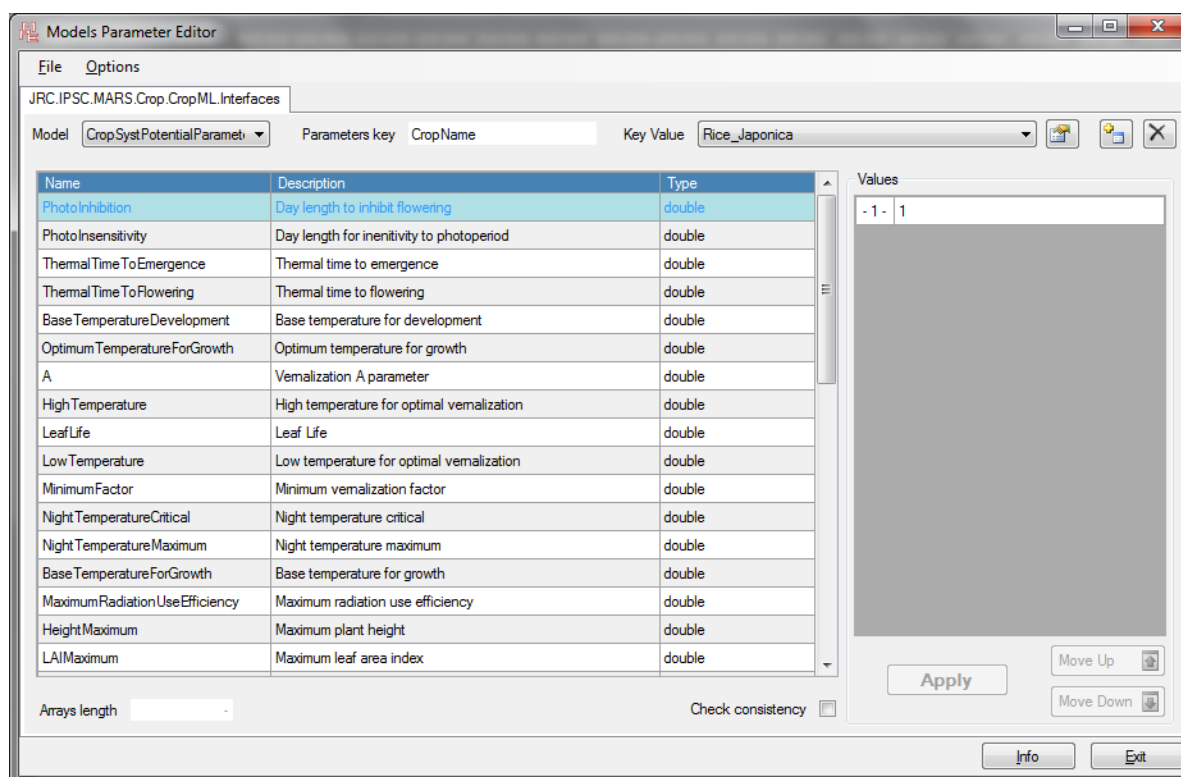 Models Parameter Editor
File Options
JRC.IPSC.MARS.Crop.CropML.Interfaces
Model CropSystPotentialParamet Parameters key CropName Key Value Rice_Japonica
Name Description Type
PhotoInhibition Day length to inhibit flowering double
PhotoInsensitivity Day length for inenitivity to photoperiod double
ThermalTimeToEmergence Thermal time to emergence double
ThermalTimeToFlowering Thermal time to flowering double
BaseTemperatureDevelopment Base temperature for development double
OptimumTemperatureForGrowth Optimum temperature for growth double
A Vernalization A parameter double
HighTemperature High temperature for optimal vernalization double
LeafLife Leaf Life double
LowTemperature Low temperature for optimal vernalization double
MinimumFactor Minimum vernalization factor double
NightTemperatureCritical Night temperature critical double
NightTemperatureMaximum Night temperature maximum double
BaseTemperatureForGrowth Base temperature for growth double
MaximumRadiationUseEfficiency Maximum radiation use efficiency double
HeightMaximum Maximum plant height double
LAIMaximum Maximum leaf area index double
Arrays length -
Check consistency
Values
- 1 - 1
Apply
Move Up
Move Down
Info Exit